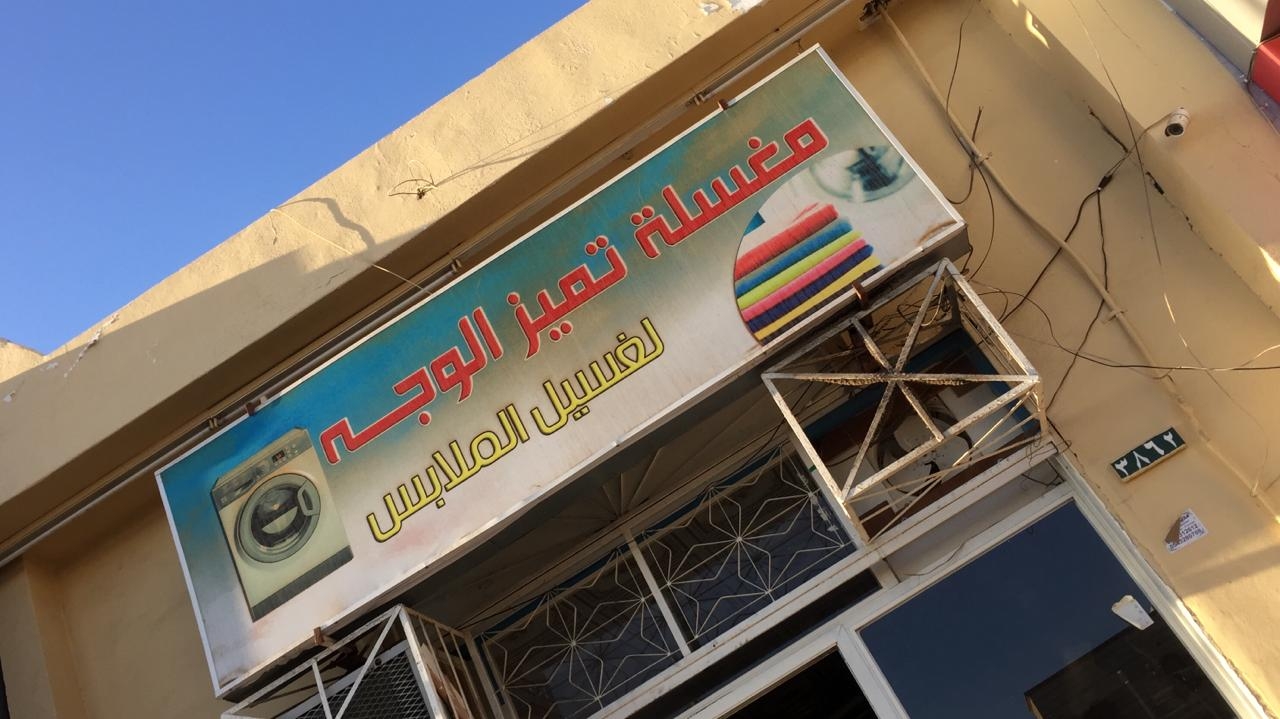 مغسلة تميز الوجه
لغسيل الملابس
٣٨٦٢